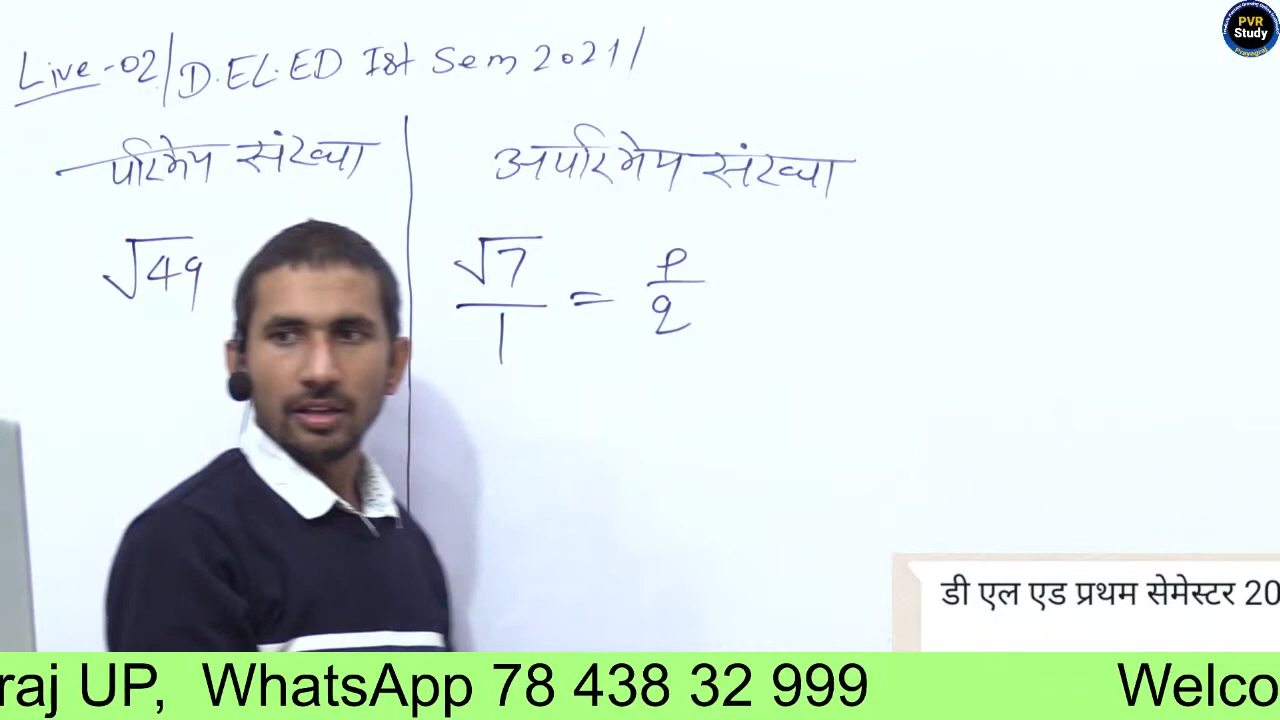 Live-02/D.EL.ED Ist Sem 2021/
परिमेय संख्या
अपरिमेय संख्या
√49
√7/1 = p/q
PVR
Study
Prayagraj
डी एल एड प्रथम सेमेस्टर 20
raj UP, WhatsApp 78 438 32 999 Welco